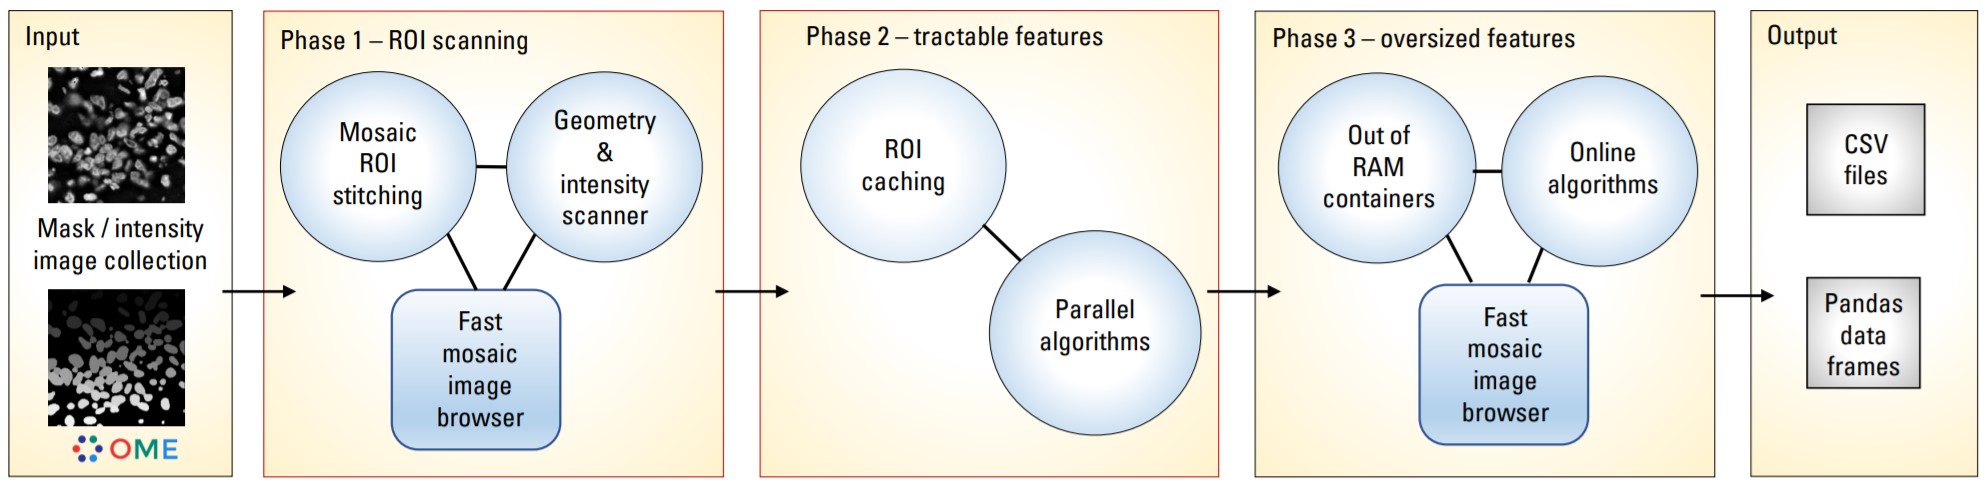 Input
Mask / intensity
image collection
OME
Phase 1 – ROI scanning
Mosaic
ROI
stitching
Geometry
&
intensity
scanner
Fast
mosaic
image
browser
Phase 2 – tractable features
ROI
caching
Parallel
algorithms
Phase 3 – oversized features
Out of
RAM
containers
Online
algorithms
Fast
mosaic
image
browser
Output
CSV
files
Pandas
data
frames